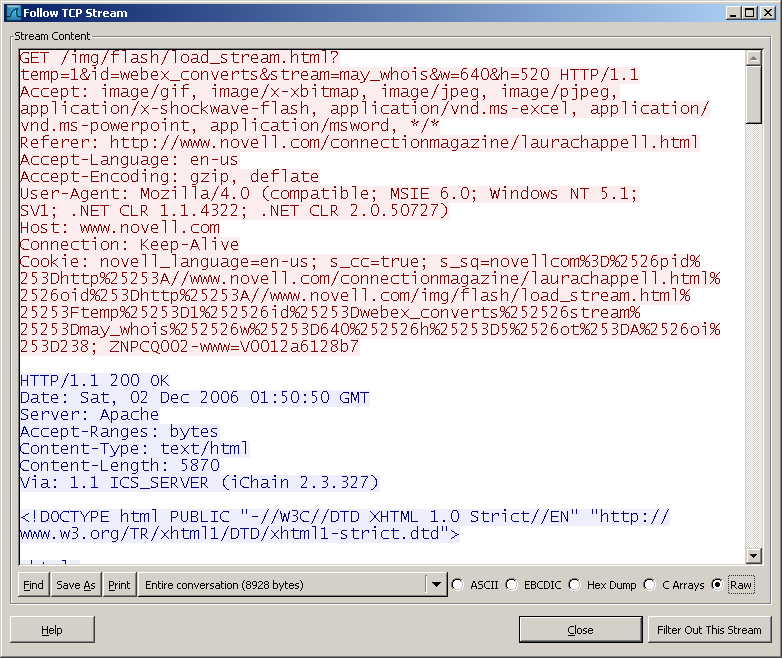 Follow TCP Stream
Stream Content
GET /img/flash/load_stream.html?
temp=1&id=webex_converts&stream=may_whois&w=640&h=520 HTTP/1.1
Accept: image/gif, image/x-xbitmap, image/jpeg, image/pjpeg,
application/x-shockwave-flash, application/vnd.ms-excel, application/
vnd.ms-powerpoint, application/msword, */*
Referer: http://www.novell.com/connectionmagazine/laurachappell.html
Accept-Language: en-us
Accept-Encoding: gzip, deflate
User-Agent: Mozilla/4.0 (compatible; MSIE 6.0; Windows NT 5.1;
SV1; .NET CLR 1.1.4322; .NET CLR 2.0.50727)
Host: www.novell.com
Connection: Keep-Alive
Cookie: novell_language=en-us; s_cc=true; s_sq=novellcom%3D%2526pid%
253Dhttp%25253A//www.novell.com/connectionmagazine/laurachappell.html%
2526oid%253Dhttp%25253A//www.novell.com/img/flash/load_stream.html%
25253Ftemp%25253D1%252526id%25253Dwebex_converts%252526stream%
25253Dmay_whois%252526w%25253D640%252526h%25253D5%2526ot%253DA%2526oi%
253D238; ZNPCQ002-www=V0012a6128b7
HTTP/1.1 200 OK
Date: Sat, 02 Dec 2006 01:50:50 GMT
Server: Apache
Accept-Ranges: bytes
Content-Type: text/html
Content-Length: 5870
Via: 1.1 ICS_SERVER (iChain 2.3.327)
<!DOCTYPE html PUBLIC "-//W3C//DTD XHTML 1.0 Strict//EN" "http://
www.w3.org/TR/xhtml1/DTD/xhtml1-strict.dtd">
Find Save As Print Entire conversation (8928 bytes) ASCII EBCDIC Hex Dump C Arrays Raw
Help Close Filter Out This Stream